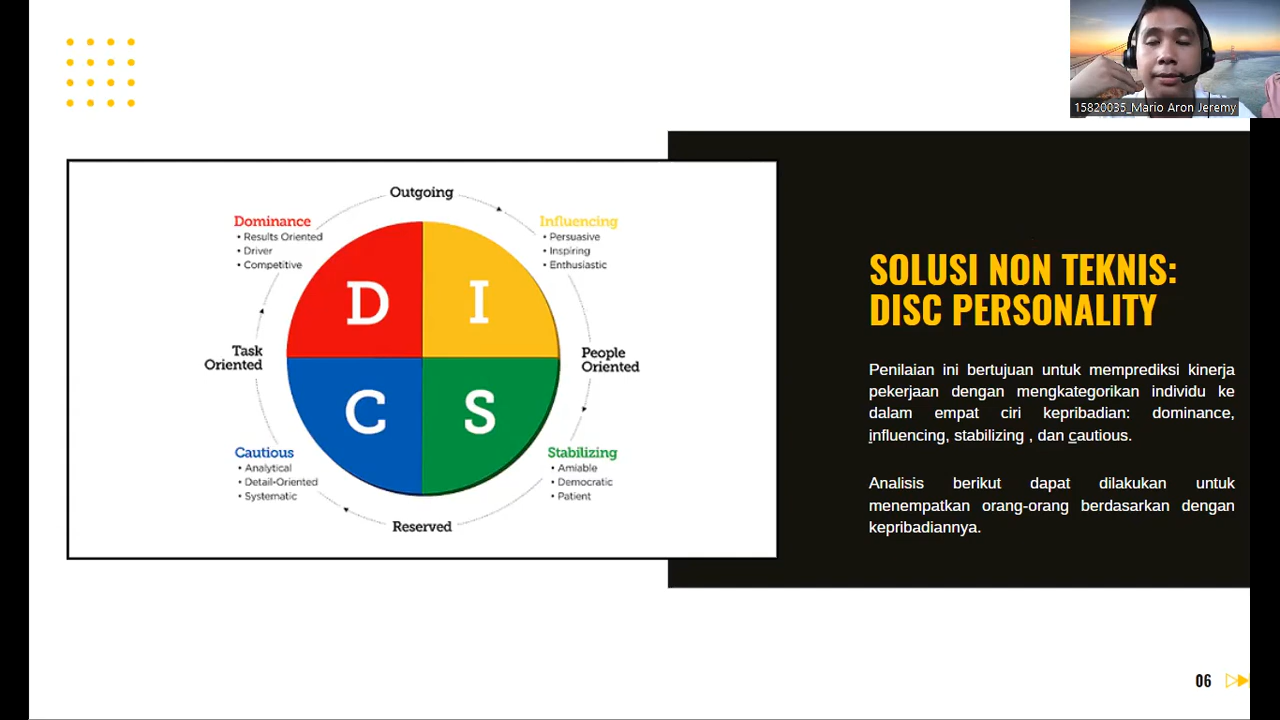 15820035_Mario Aron Jeremy
Outgoing
Dominance
• Results Oriented
• Driver
• Competitive
Influencing
• Persuasive
• Inspiring
• Enthusiastic
D
I
Task
Oriented
People
Oriented
C
S
Cautious
• Analytical
• Detail-Oriented
• Systematic
Stabilizing
• Amiable
• Democratic
• Patient
Reserved
SOLUSI NON TEKNIS:
DISC PERSONALITY
Penilaian ini bertujuan untuk memprediksi kinerja
pekerjaan dengan mengkategorikan individu ke
dalam empat ciri kepribadian: dominance,
influencing, stabilizing , dan cautious.
Analisis berikut dapat dilakukan untuk
menempatkan orang-orang berdasarkan dengan
kepribadiannya.
06